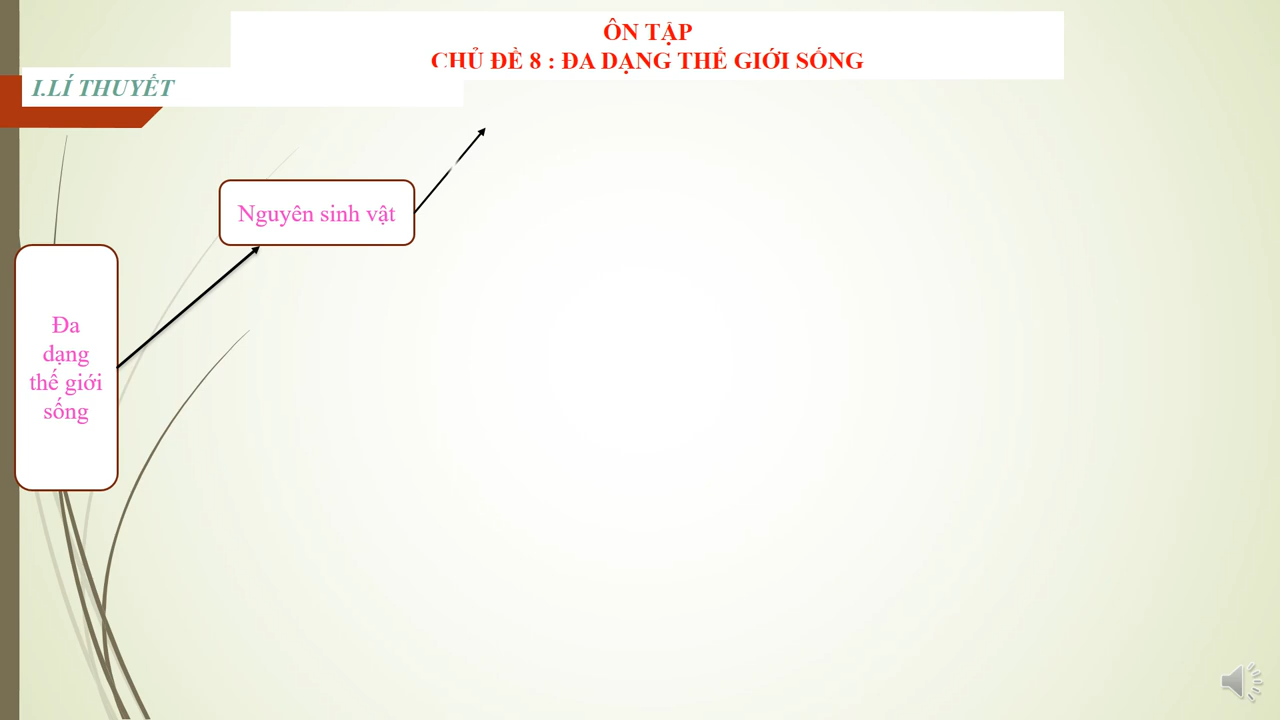 ÔN TẬP
CHỦ ĐỀ 8 : ĐA DẠNG THẾ GIỚI SỐNG
I.LÍ THUYẾT
Nguyên sinh vật
Đa
dạng
thế giới
sống